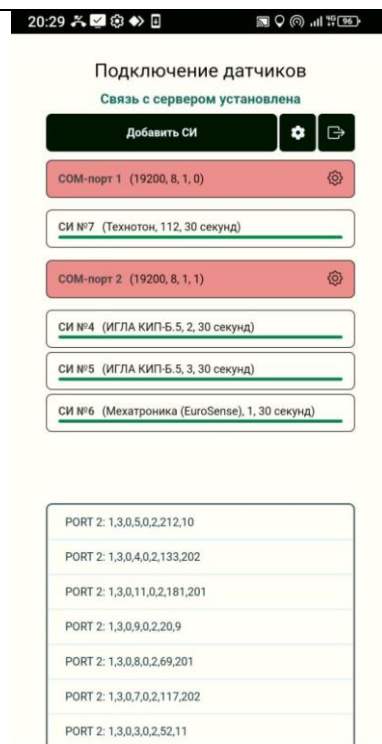 20:29 4G 96
Подключение датчиков
Связь с сервером установлена
Добавить СИ
COM-порт 1 (19200, 8, 1, 0)
СИ №7 (Технотон, 112, 30 секунд)
COM-порт 2 (19200, 8, 1, 1)
СИ №4 (ИГЛА КИП-Б.5, 2, 30 секунд)
СИ №5 (ИГЛА КИП-Б.5, 3, 30 секунд)
СИ №6 (Мехатроника (EuroSense), 1, 30 секунд)
PORT 2: 1,3,0,5,0,2,212,10
PORT 2: 1,3,0,4,0,2,133,202
PORT 2: 1,3,0,11,0,2,181,201
PORT 2: 1,3,0,9,0,2,20,9
PORT 2: 1,3,0,8,0,2,69,201
PORT 2: 1,3,0,7,0,2,117,202
PORT 2: 1,3,0,3,0,2,52,11